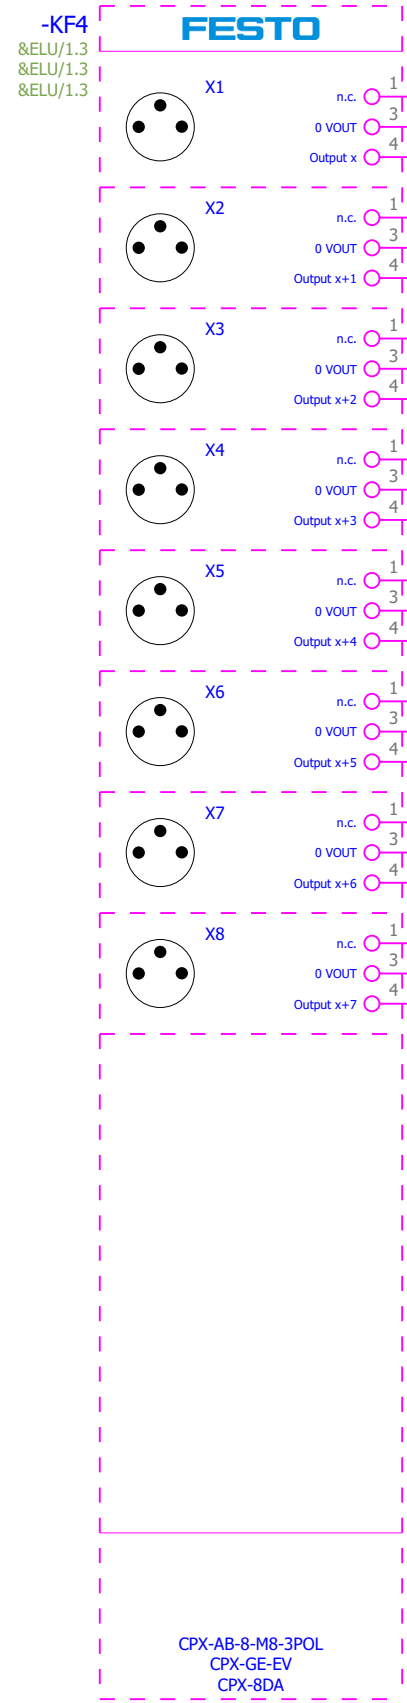 -KF4
FESTO
&ELU/1.3
&ELU/1.3
&ELU/1.3
X1
n.c. 1
0 VOUT 3
Output x 4
X2
n.c. 1
0 VOUT 3
Output x+1 4
X3
n.c. 1
0 VOUT 3
Output x+2 4
X4
n.c. 1
0 VOUT 3
Output x+3 4
X5
n.c. 1
0 VOUT 3
Output x+4 4
X6
n.c. 1
0 VOUT 3
Output x+5 4
X7
n.c. 1
0 VOUT 3
Output x+6 4
X8
n.c. 1
0 VOUT 3
Output x+7 4
CPX-AB-8-M8-3POL
CPX-GE-EV
CPX-8DA